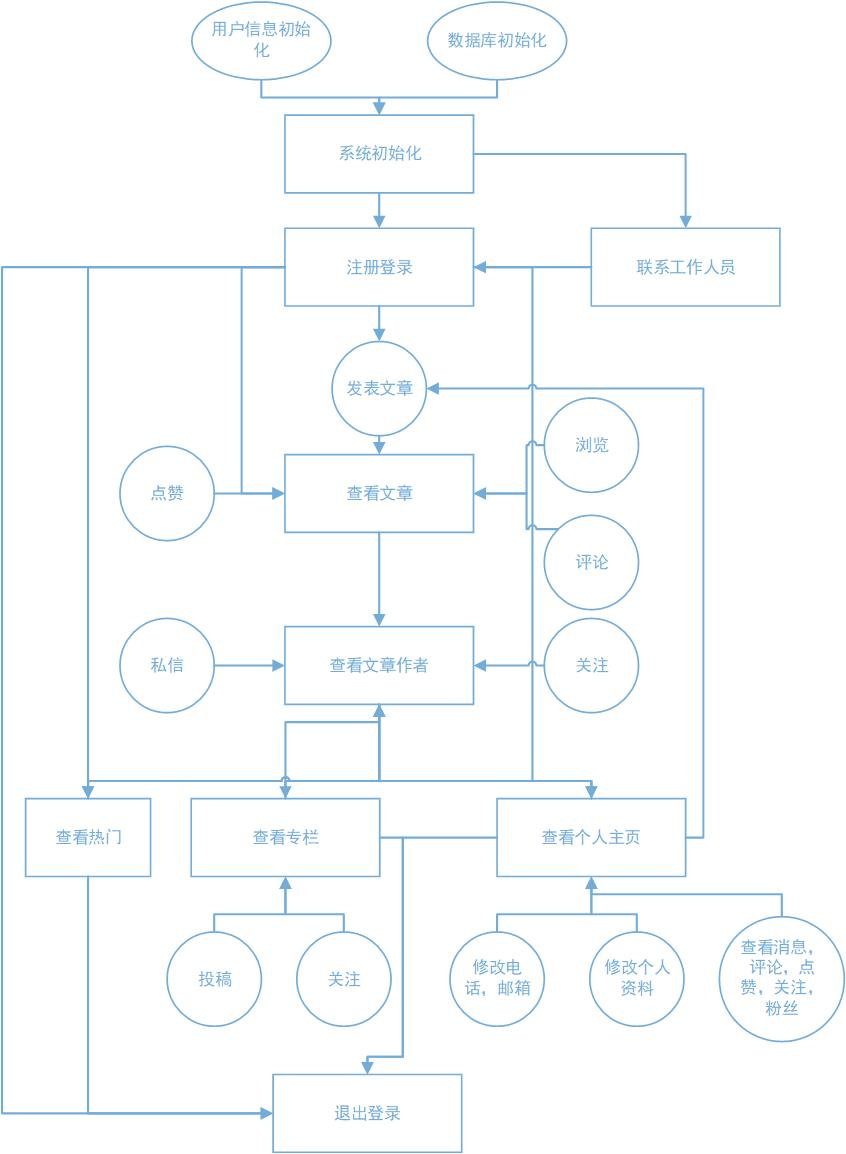 用户信息初始
化
数据库初始化
系统初始化
注册登录
联系工作人员
发表文章
浏览
点赞
查看文章
评论
私信
查看文章作者
关注
查看热门
查看专栏
查看个人主页
投稿
关注
修改电
话，邮箱
修改个人
资料
查看消息，
评论，点
赞，关注，
粉丝
退出登录